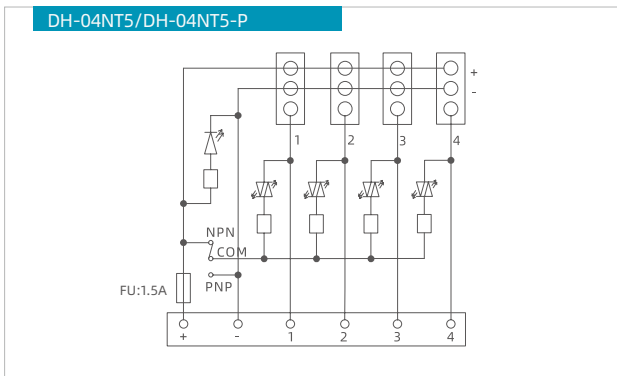 DH-04NT5/DH-04NT5-P
+
-
1 2 3 4
NPN
COM
PNP
FU:1.5A
+ - 1 2 3 4